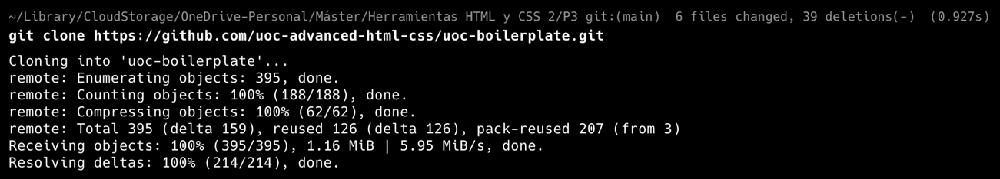 ~/Library/CloudStorage/OneDrive-Personal/Máster/Herramientas HTML y CSS 2/P3 git:(main)  6 files changed, 39 deletions(-)  (0.927s)
git clone https://github.com/uoc-advanced-html-css/uoc-boilerplate.git
Cloning into 'uoc-boilerplate'...
remote: Enumerating objects: 395, done.
remote: Counting objects: 100% (188/188), done.
remote: Compressing objects: 100% (62/62), done.
remote: Total 395 (delta 159), reused 126 (delta 126), pack-reused 207 (from 3)
Receiving objects: 100% (395/395), 1.16 MiB | 5.95 MiB/s, done.
Resolving deltas: 100% (214/214), done.